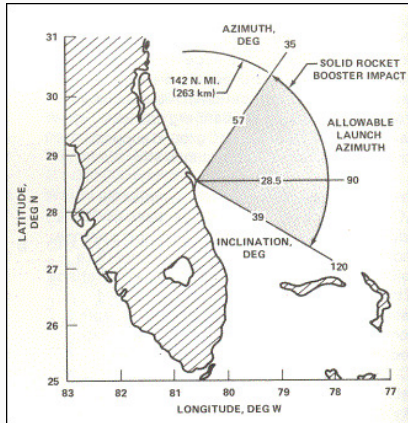 AZIMUTH,
DEG
35
SOLID ROCKET
BOOSTER IMPACT
142 N. MI.
(263 km)
57
ALLOWABLE
LAUNCH
AZIMUTH
28.5
90
39
INCLINATION,
DEG
120
LATITUDE,
DEG N
31
30
29
28
27
26
25
83
82
81
80
79
78
77
LONGITUDE, DEG W